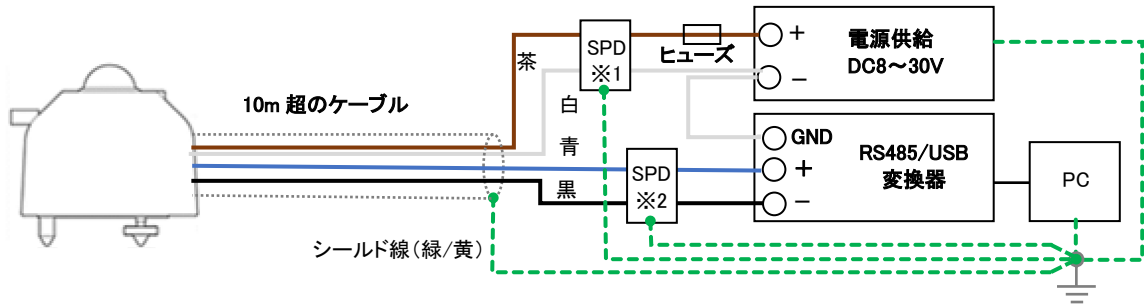 10m 超のケーブル
茶
白
青
黒
シールド線(緑/黄)
SPD
※1
ヒューズ
+
−
電源供給
DC8~30V
SPD
※2
GND
+
−
RS485/USB
変換器
PC